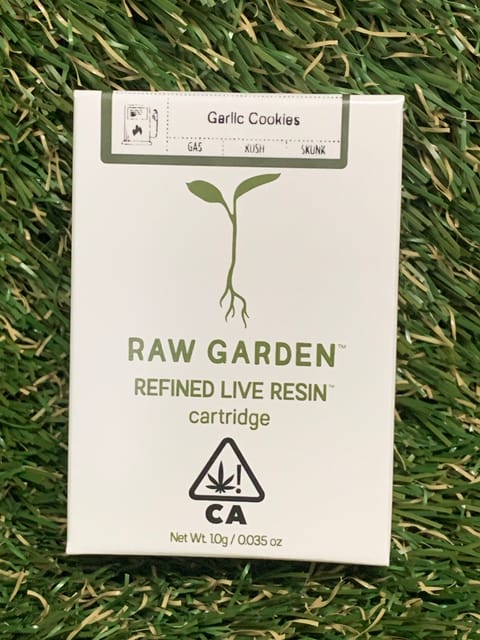 Garlic Cookies
GAS KUSH SKUNK
RAW GARDEN™
REFINED LIVE RESIN™
cartridge
CA
Net Wt. 1.0g / 0.035 oz